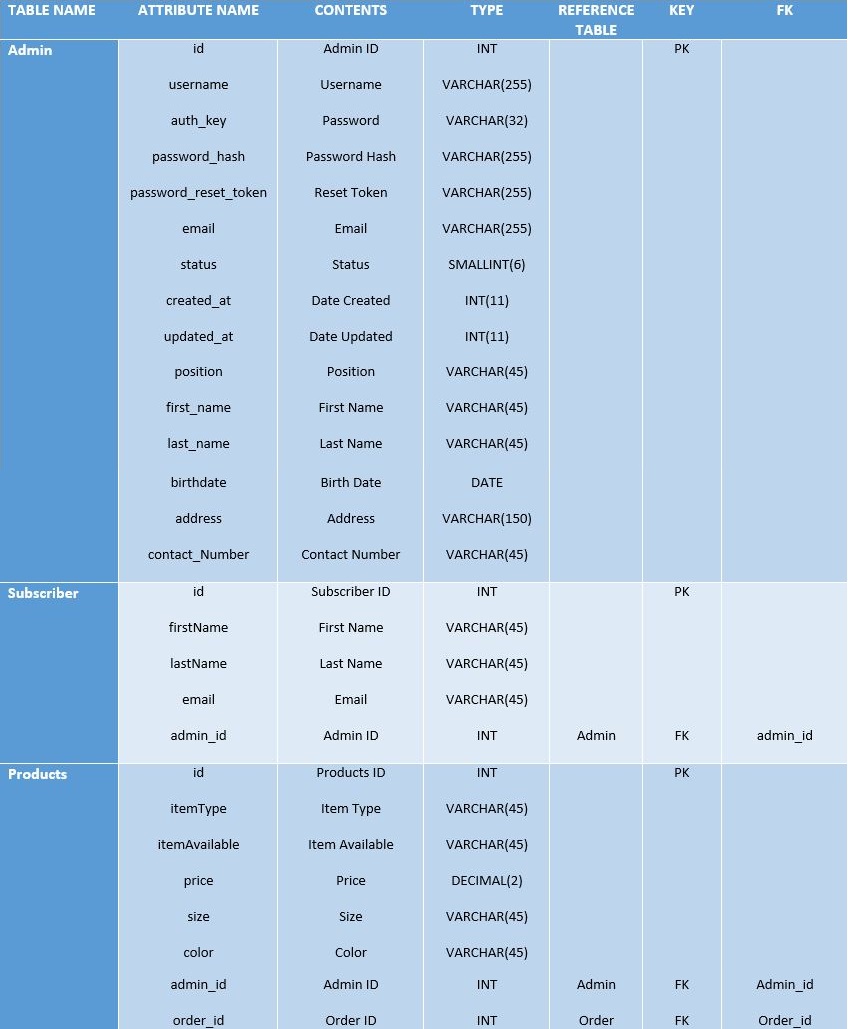 TABLE NAME ATTRIBUTE NAME CONTENTS TYPE REFERENCE TABLE KEY FK
Admin id Admin ID INT PK
username Username VARCHAR(255)
auth_key Password VARCHAR(32)
password_hash Password Hash VARCHAR(255)
password_reset_token Reset Token VARCHAR(255)
email Email VARCHAR(255)
status Status SMALLINT(6)
created_at Date Created INT(11)
updated_at Date Updated INT(11)
position Position VARCHAR(45)
first_name First Name VARCHAR(45)
last_name Last Name VARCHAR(45)
birthdate Birth Date DATE
address Address VARCHAR(150)
contact_Number Contact Number VARCHAR(45)
Subscriber id Subscriber ID INT PK
firstName First Name VARCHAR(45)
lastName Last Name VARCHAR(45)
email Email VARCHAR(45)
admin_id Admin ID INT Admin FK admin_id
Products id Products ID INT PK
itemType Item Type VARCHAR(45)
itemAvailable Item Available VARCHAR(45)
price Price DECIMAL(2)
size Size VARCHAR(45)
color Color VARCHAR(45)
admin_id Admin ID INT Admin FK Admin_id
order_id Order ID INT Order FK Order_id